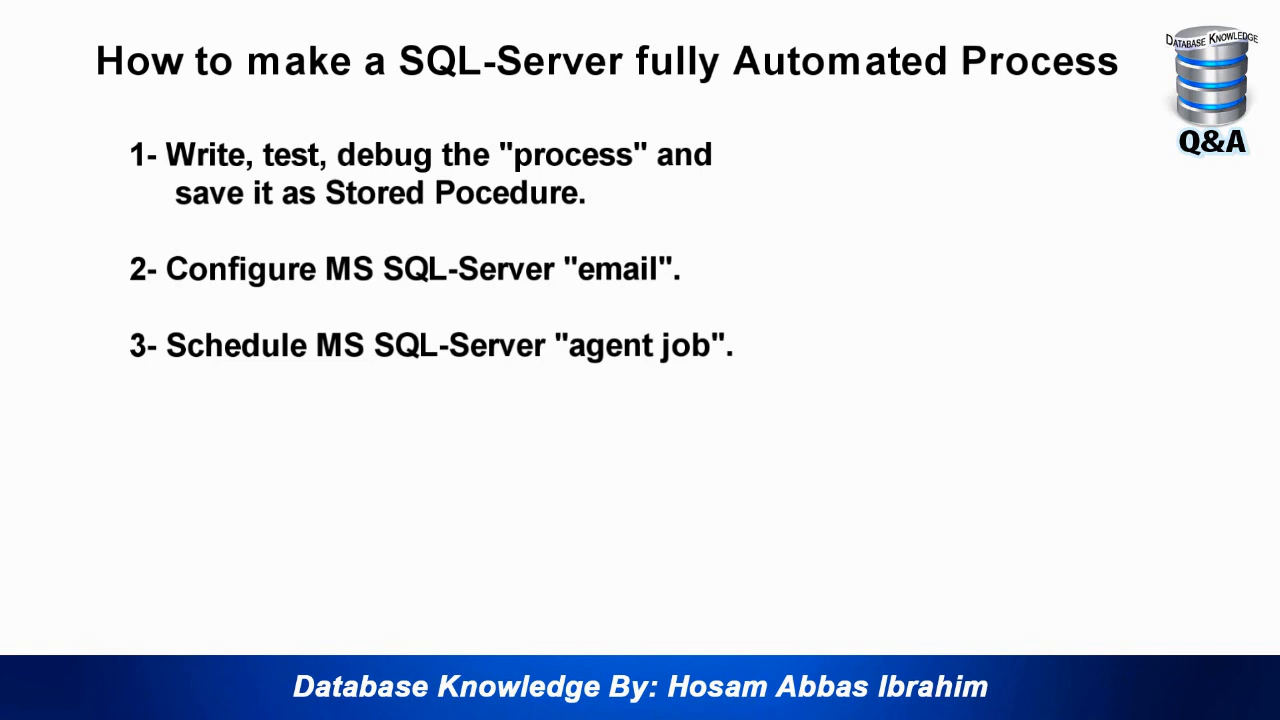 How to make a SQL-Server fully Automated Process
DATABASE KNOWLEDGE
Q&A
1- Write, test, debug the "process" and
save it as Stored Pocedure.
2- Configure MS SQL-Server "email".
3- Schedule MS SQL-Server "agent job".
Database Knowledge By: Hosam Abbas Ibrahim